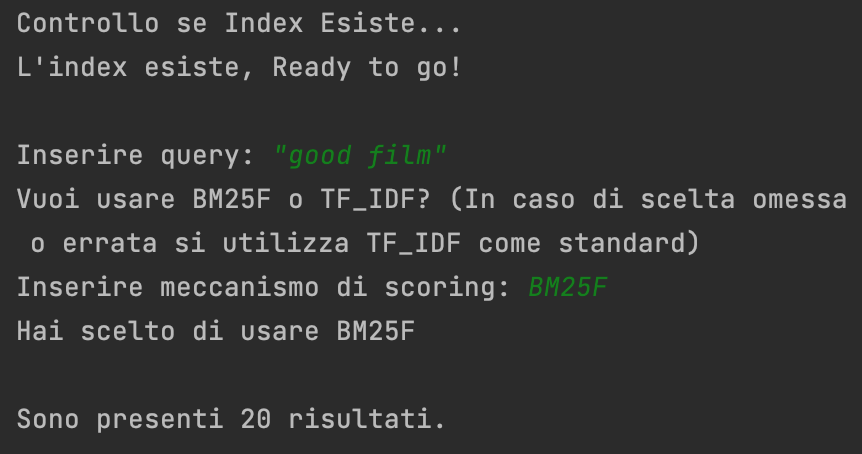 Controllo se Index Esiste...
L'index esiste, Ready to go!
Inserire query: "good film"
Vuoi usare BM25F o TF_IDF? (In caso di scelta omessa
o errata si utilizza TF_IDF come standard)
Inserire meccanismo di scoring: BM25F
Hai scelto di usare BM25F
Sono presenti 20 risultati.